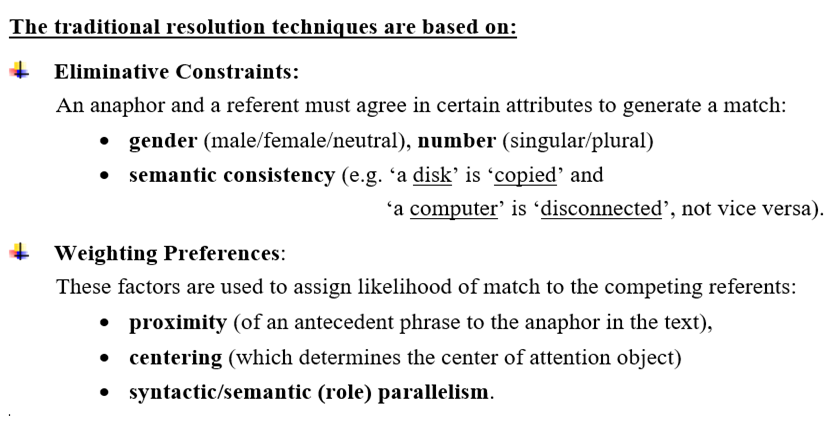 The traditional resolution techniques are based on:
Eliminative Constraints:
An anaphor and a referent must agree in certain attributes to generate a match:
• gender (male/female/neutral), number (singular/plural)
• semantic consistency (e.g. ‘a disk’ is ‘copied’ and
‘a computer’ is ‘disconnected’, not vice versa).
Weighting Preferences:
These factors are used to assign likelihood of match to the competing referents:
• proximity (of an antecedent phrase to the anaphor in the text),
• centering (which determines the center of attention object)
• syntactic/semantic (role) parallelism.
.